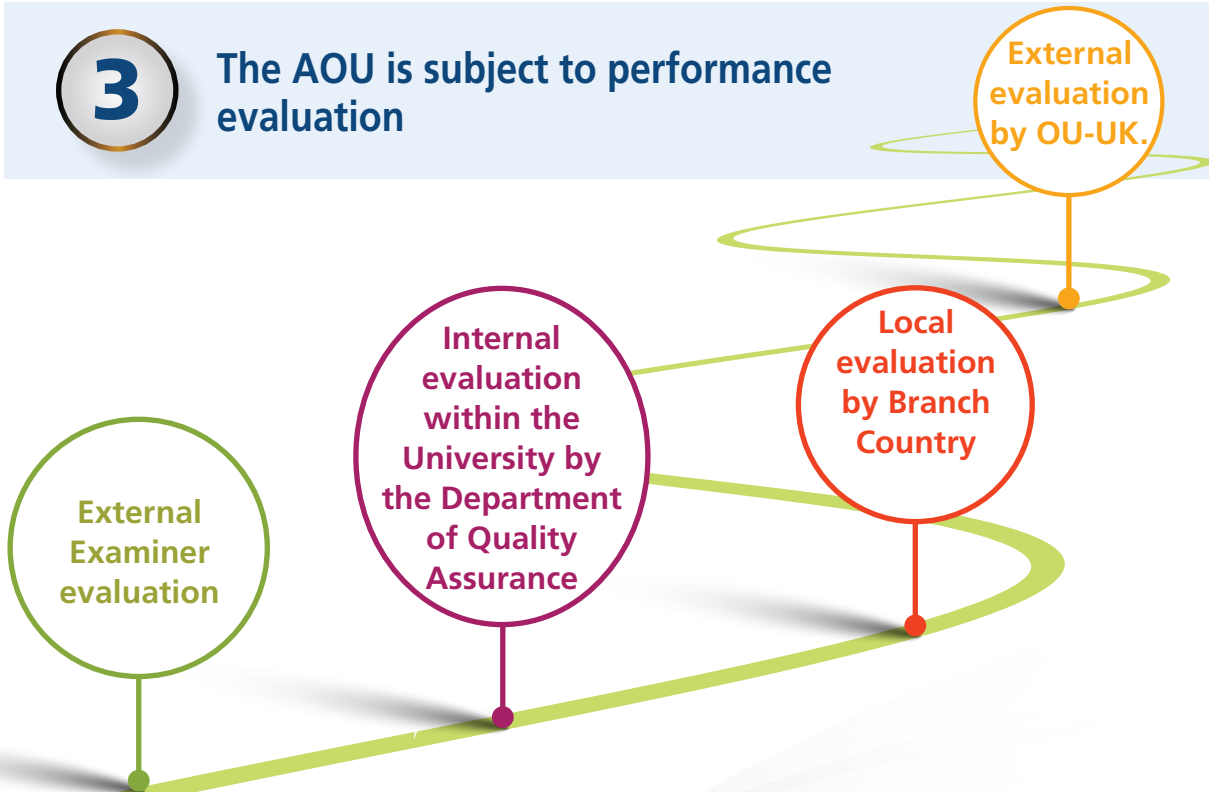 3
The AOU is subject to performance
evaluation
External
evaluation
by OU-UK.
Local
evaluation
by Branch
Country
Internal
evaluation
within the
University by
the Department
of Quality
Assurance
External
Examiner
evaluation